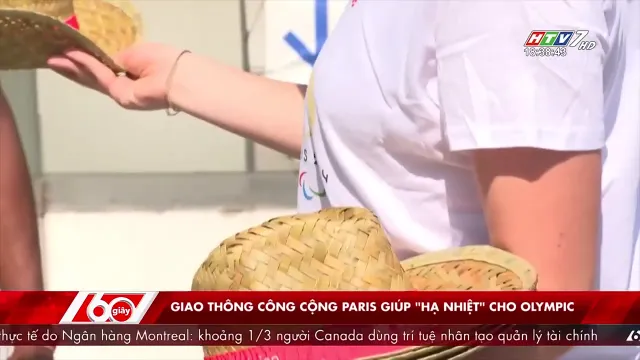 HTV7 HD
18:38:43
60 giây
GIAO THÔNG CÔNG CỘNG PARIS GIÚP "HẠ NHIỆT" CHO OLYMPIC
thực tế do Ngân hàng Montreal: khoảng 1/3 người Canada dùng trí tuệ nhân tạo quản lý tài chính
HTV